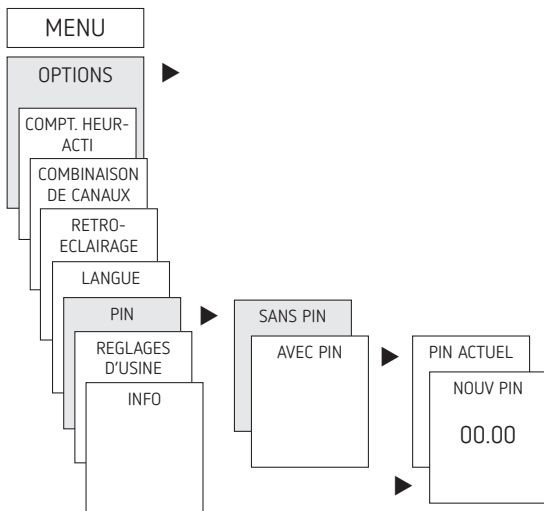 MENU
OPTIONS
COMPT. HEUR-
ACTI
COMBINAISON
DE CANAUX
RETRO-
ECLAIRAGE
LANGUE
PIN
REGLAGES
D'USINE
INFO
SANS PIN
AVEC PIN
PIN ACTUEL
NOUV PIN
00.00